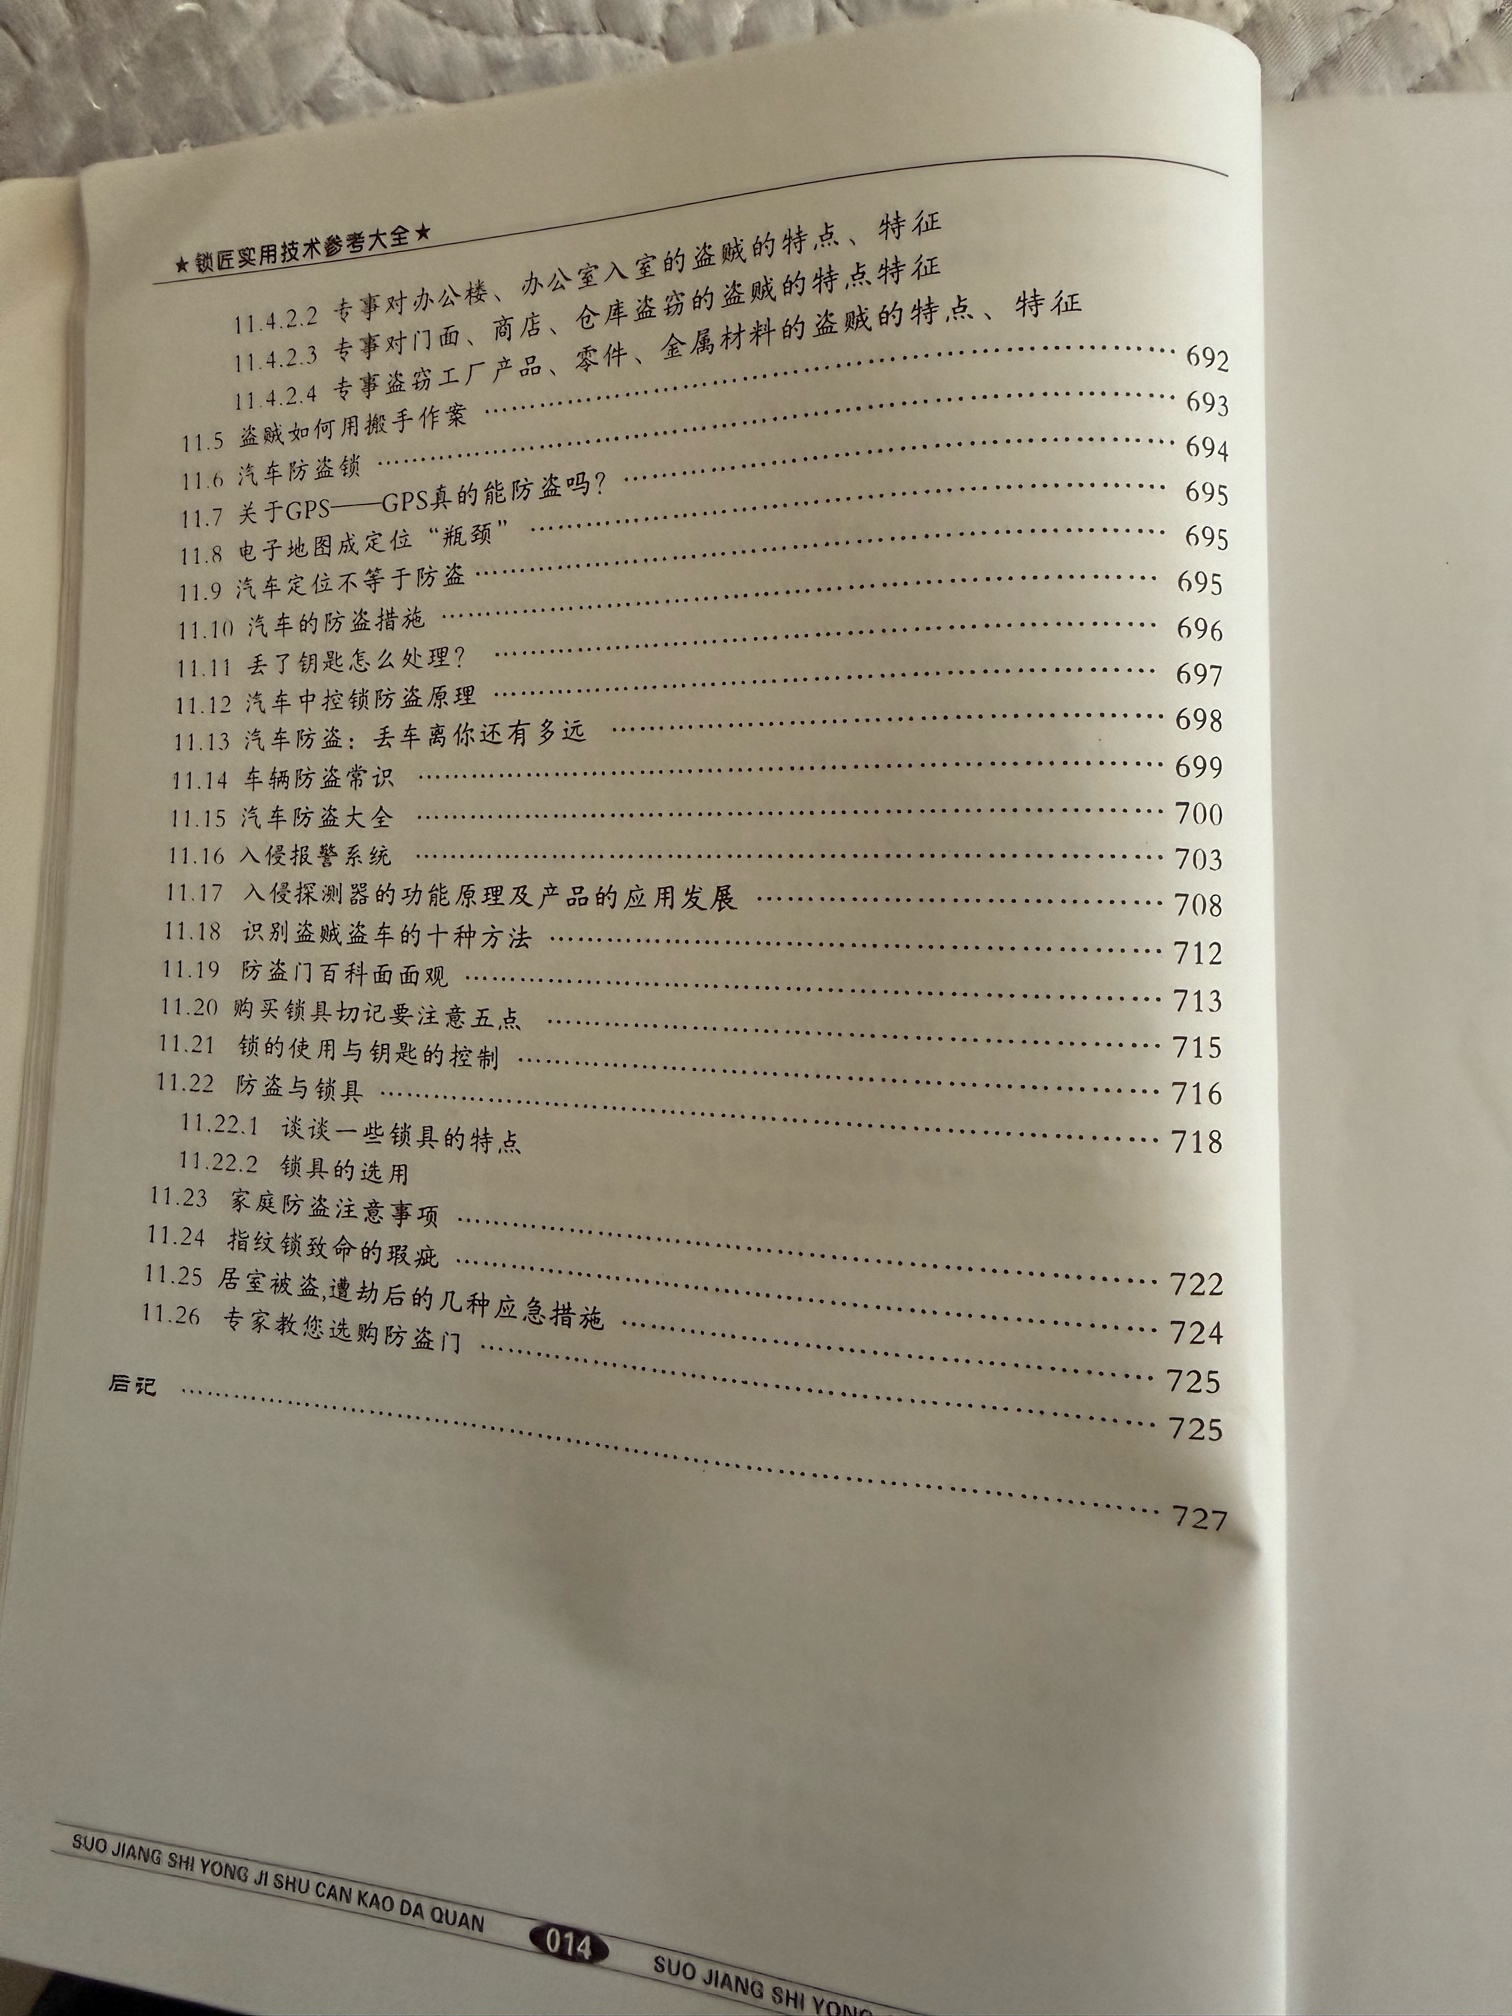 ★锁匠实用技术参考大全★
11.4.2.2 专事对办公楼、办公室入室的盗贼的特点、特征
11.4.2.3 专事对门面、商店、仓库盗窃的盗贼的特点特征
11.4.2.4 专事盗窃工厂产品、零件、金属材料的盗贼的特点、特征
11.5 盗贼如何用搬手作案 …… 692
11.6 汽车防盗锁 …… 693
11.7 关于GPS——GPS真的能防盗吗? …… 694
11.8 电子地图成定位“瓶颈” …… 695
11.9 汽车定位不等于防盗 …… 695
11.10 汽车的防盗措施 …… 695
11.11 丢了钥匙怎么处理? …… 696
11.12 汽车中控锁防盗原理 …… 697
11.13 汽车防盗: 丢车离你还有多远 …… 698
11.14 车辆防盗常识 …… 699
11.15 汽车防盗大全 …… 700
11.16 入侵报警系统 …… 703
11.17 入侵探测器的功能原理及产品的应用发展 …… 708
11.18 识别盗贼盗车的十种方法 …… 712
11.19 防盗门百科面面观 …… 713
11.20 购买锁具切记要注意五点 …… 715
11.21 锁的使用与钥匙的控制 …… 716
11.22 防盗与锁具 …… 718
11.22.1 谈谈一些锁具的特点
11.22.2 锁具的选用
11.23 家庭防盗注意事项 …… 722
11.24 指纹锁致命的瑕疵 …… 724
11.25 居室被盗,遭劫后的几种应急措施 …… 725
11.26 专家教您选购防盗门 …… 725
后记 …… 727
SUO JIANG SHI YONG JI SHU CAN KAO DA QUAN
014
SUO JIANG SHI YONG